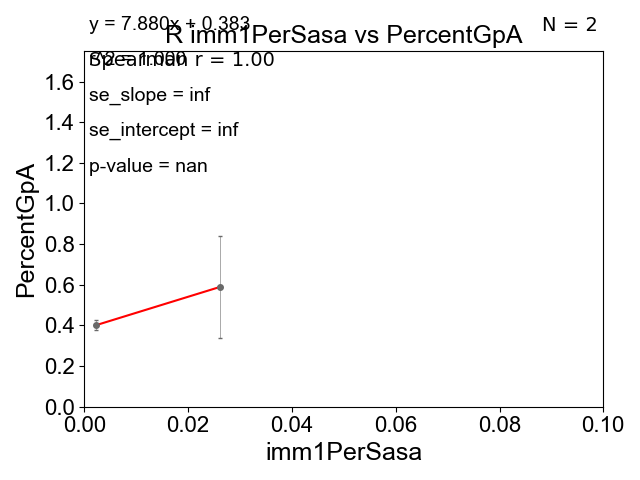 y = 7.880x + 0.383
N = 2
R imm1PerSasa vs PercentGpA
Spearman r = 1.00
se_slope = inf
se_intercept = inf
p-value = nan
PercentGpA
1.6
1.4
1.2
1.0
0.8
0.6
0.4
0.2
0.0
0.00 0.02 0.04 0.06 0.08 0.10
imm1PerSasa